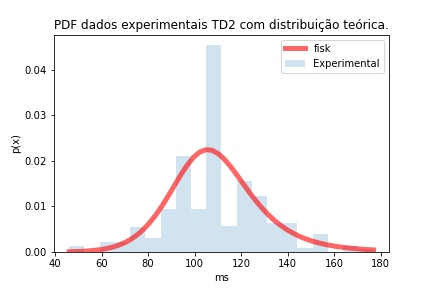 PDF dados experimentais TD2 com distribuição teórica.
fisk
Experimental
0.04
0.03
0.02
0.01
0.00
p(x)
40 60 80 100 120 140 160 180
ms